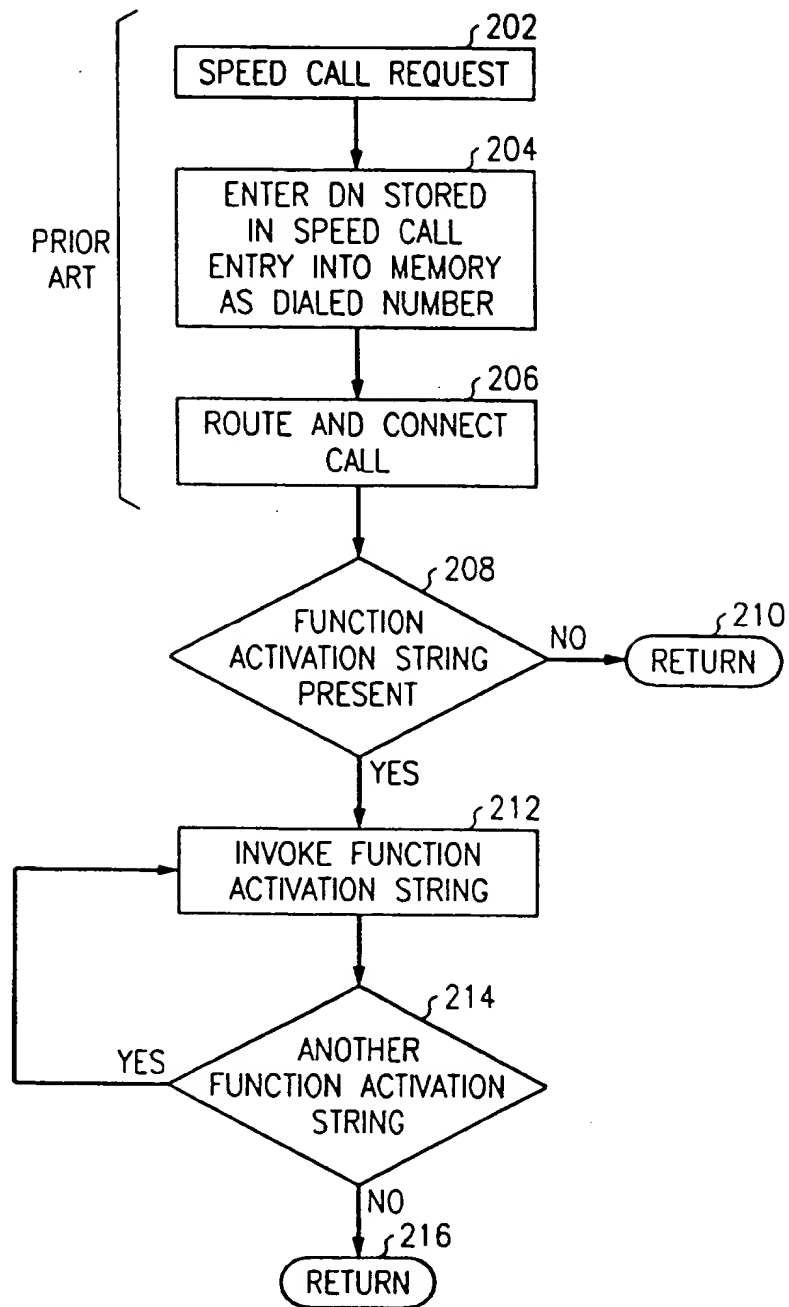 202
SPEED CALL REQUEST
204
ENTER DN STORED
IN SPEED CALL
ENTRY INTO MEMORY
AS DIALED NUMBER
PRIOR
ART
206
ROUTE AND CONNECT
CALL
208
FUNCTION
ACTIVATION STRING
PRESENT
NO
210
RETURN
YES
212
INVOKE FUNCTION
ACTIVATION STRING
214
YES
ANOTHER
FUNCTION ACTIVATION
STRING
NO
216
RETURN